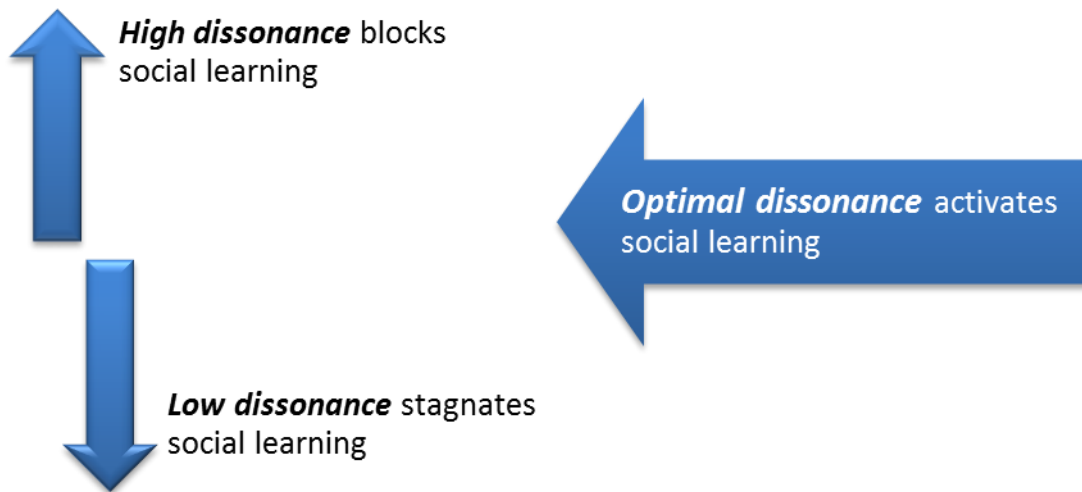 High dissonance blocks
social learning
Optimal dissonance activates
social learning
Low dissonance stagnates
social learning